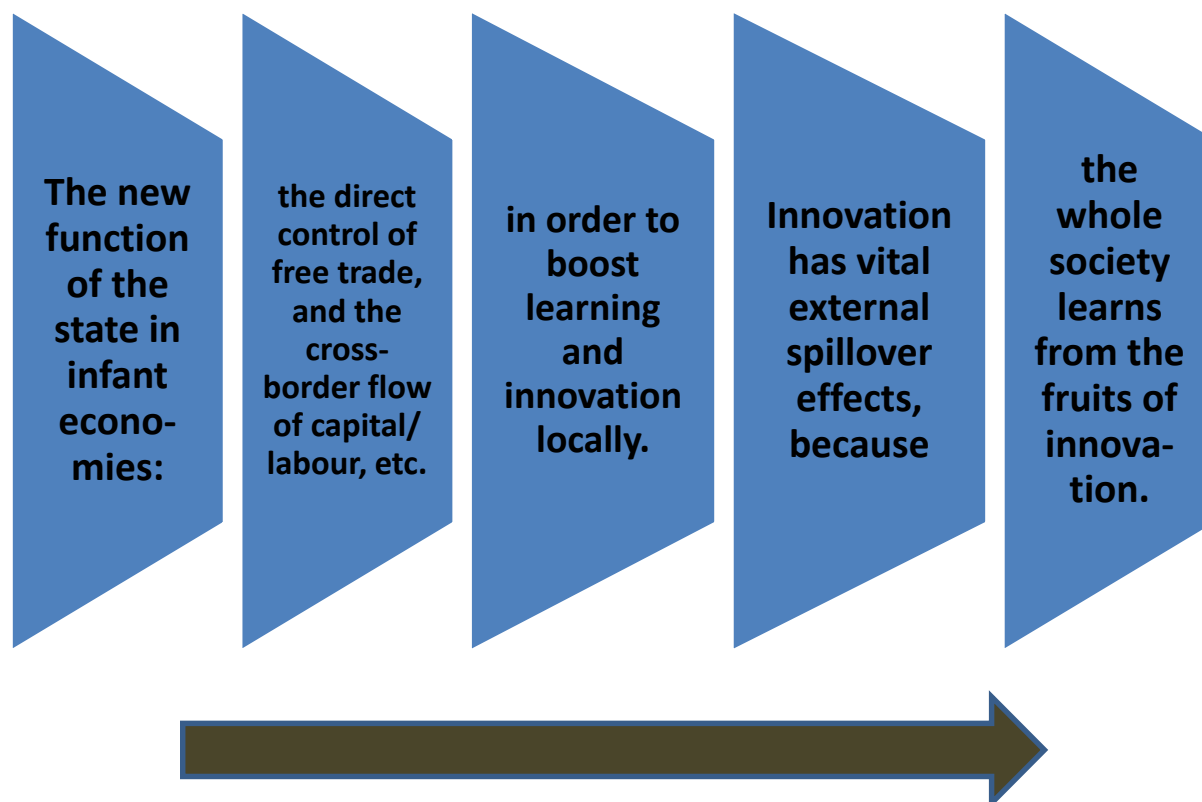 The new
function
of the
state in
infant
econo-
mies:
the direct
control of
free trade,
and the
cross-
border flow
of capital/
labour, etc.
in order to
boost
learning
and
innovation
locally.
Innovation
has vital
external
spillover
effects,
because
the
whole
society
learns
from the
fruits of
innova-
tion.